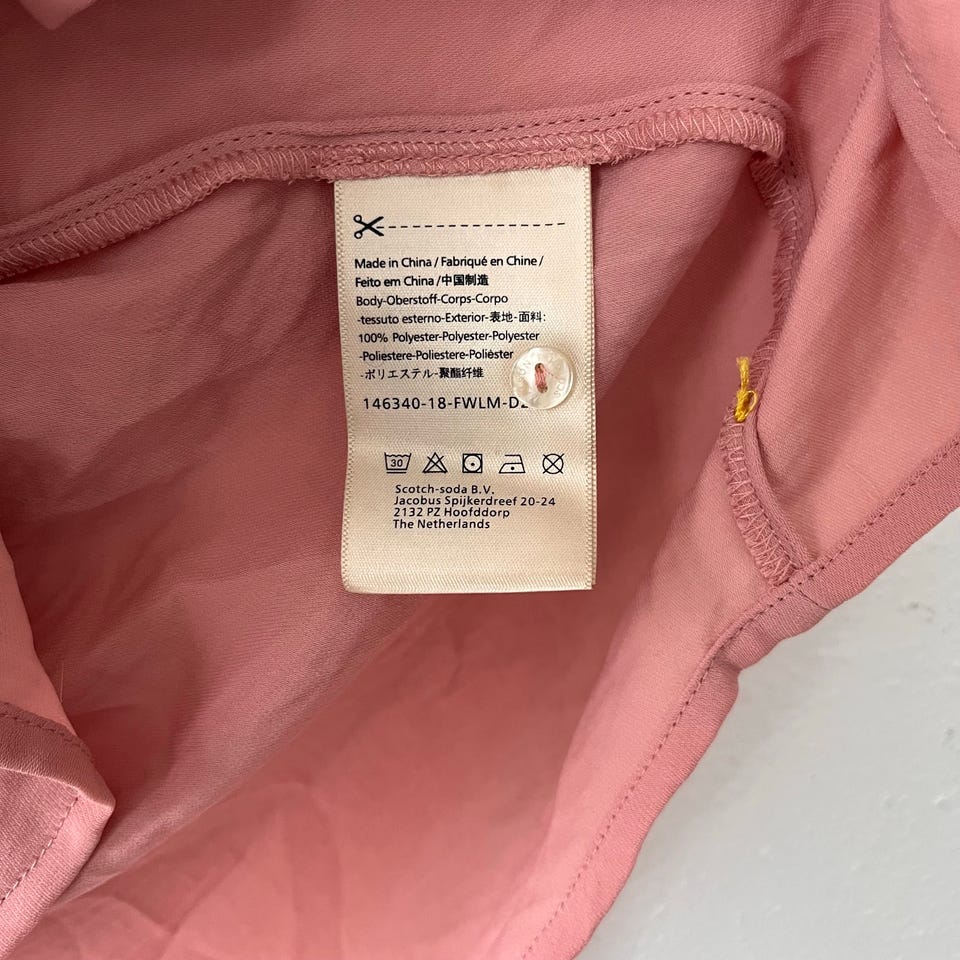 Made in China / Fabriqué en Chine /
Feito em China /中国制造
Body-Oberstoff-Corps-Corpo
-tessuto esterno-Exterior-表地-面料:
100% Polyester-Polyester-Polyester
-Poliestere-Poliestere-Poliéster
-ポリエステル-聚酯纤维
146340-18-FWLM-D2
30
Scotch-soda B.V.
Jacobus Spijkerdreef 20-24
2132 PZ Hoofddorp
The Netherlands